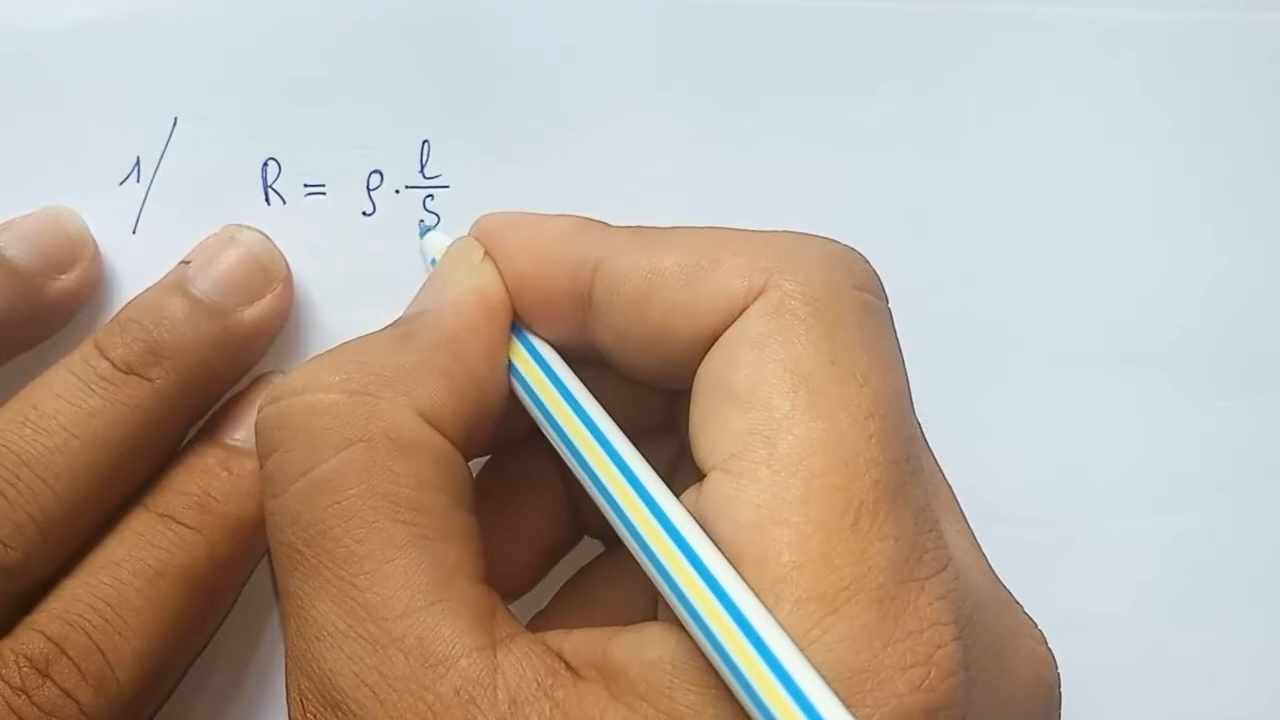 1/ R = ρ · l/S